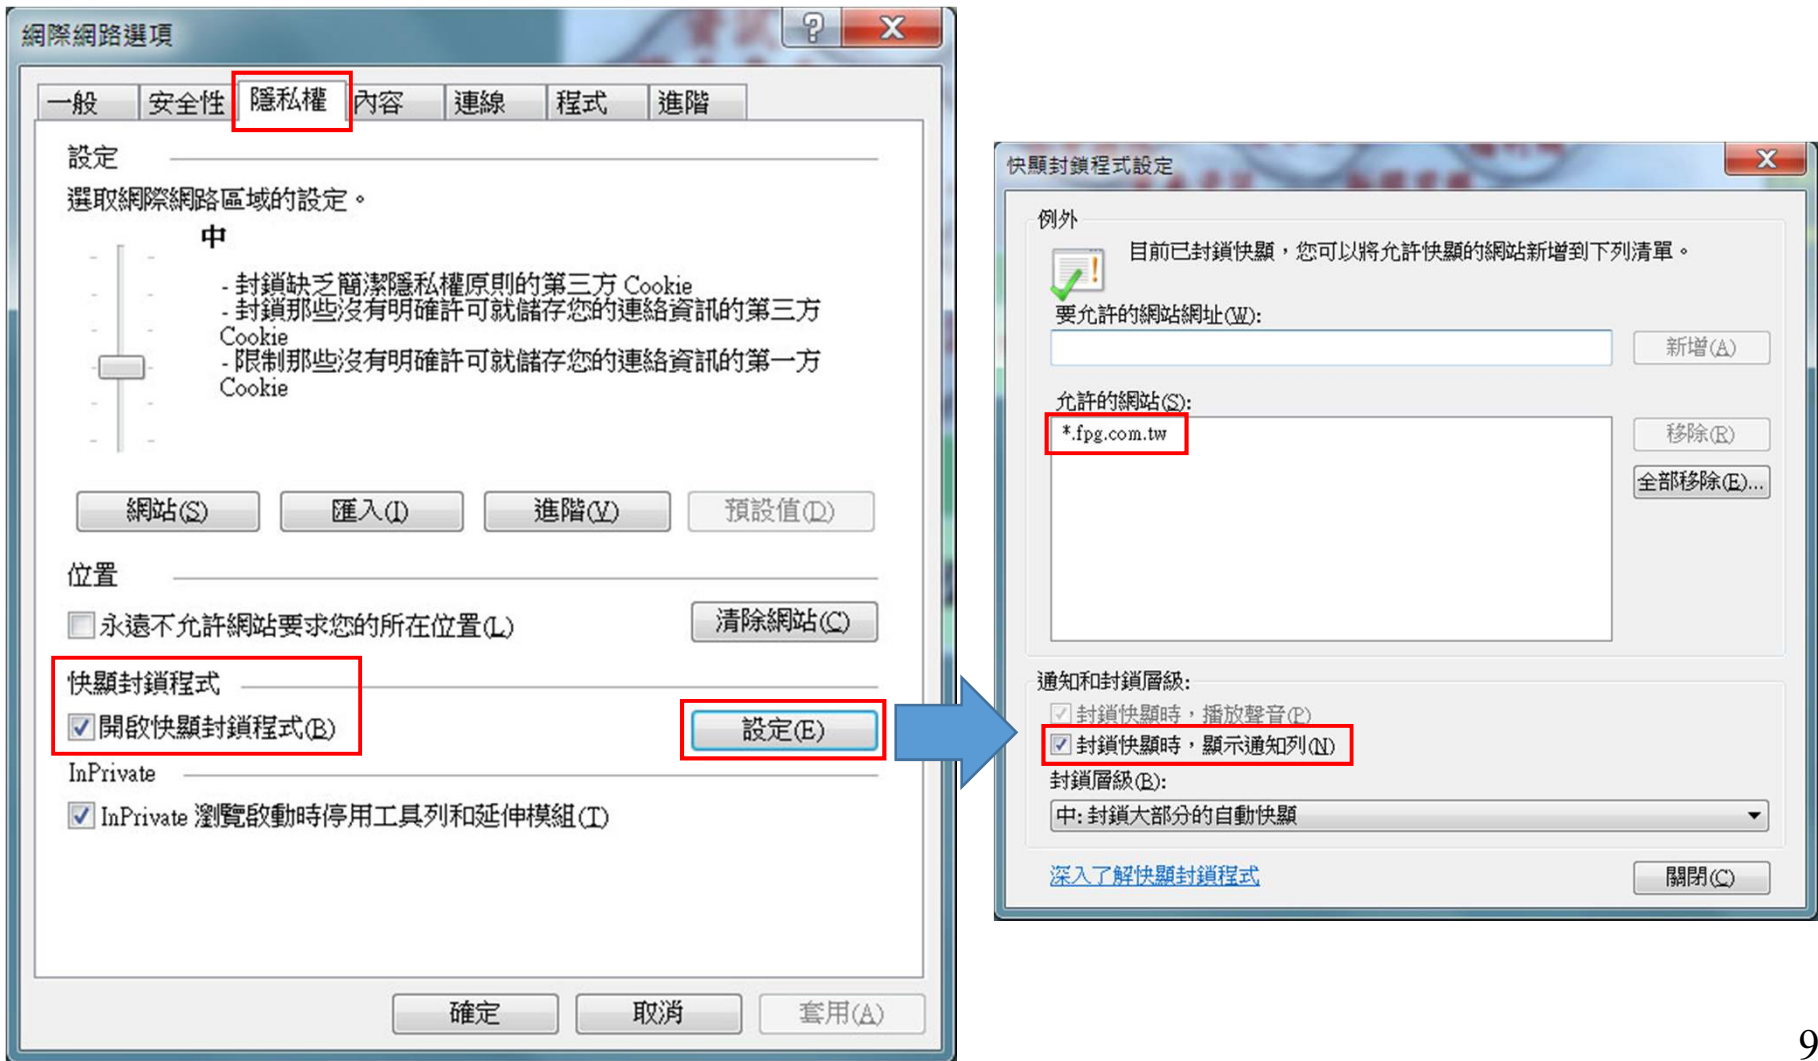 網際網路選項
一般 安全性 隱私權 內容 連線 程式 進階
設定
選取網際網路區域的設定。
中
- 封鎖缺乏簡潔隱私權原則的第三方 Cookie
- 封鎖那些沒有明確許可就儲存您的連絡資訊的第三方
Cookie
- 限制那些沒有明確許可就儲存您的連絡資訊的第一方
Cookie
網站(S) 匯入(I) 進階(V) 預設值(D)
位置
永遠不允許網站要求您的所在位置(L) 清除網站(C)
快顯封鎖程式
開啟快顯封鎖程式(B) 設定(E)
InPrivate
InPrivate 瀏覽啟動時停用工具列和延伸模組(T)
確定 取消 套用(A)
快顯封鎖程式設定
例外
目前已封鎖快顯，您可以將允許快顯的網站新增到下列清單。
要允許的網站網址(W):
新增(A)
允許的網站(S):
*.fpg.com.tw
移除(R)
全部移除(E)...
通知和封鎖層級:
封鎖快顯時，播放聲音(P)
封鎖快顯時，顯示通知列(N)
封鎖層級(B):
中: 封鎖大部分的自動快顯
深入了解快顯封鎖程式
關閉(C)
9